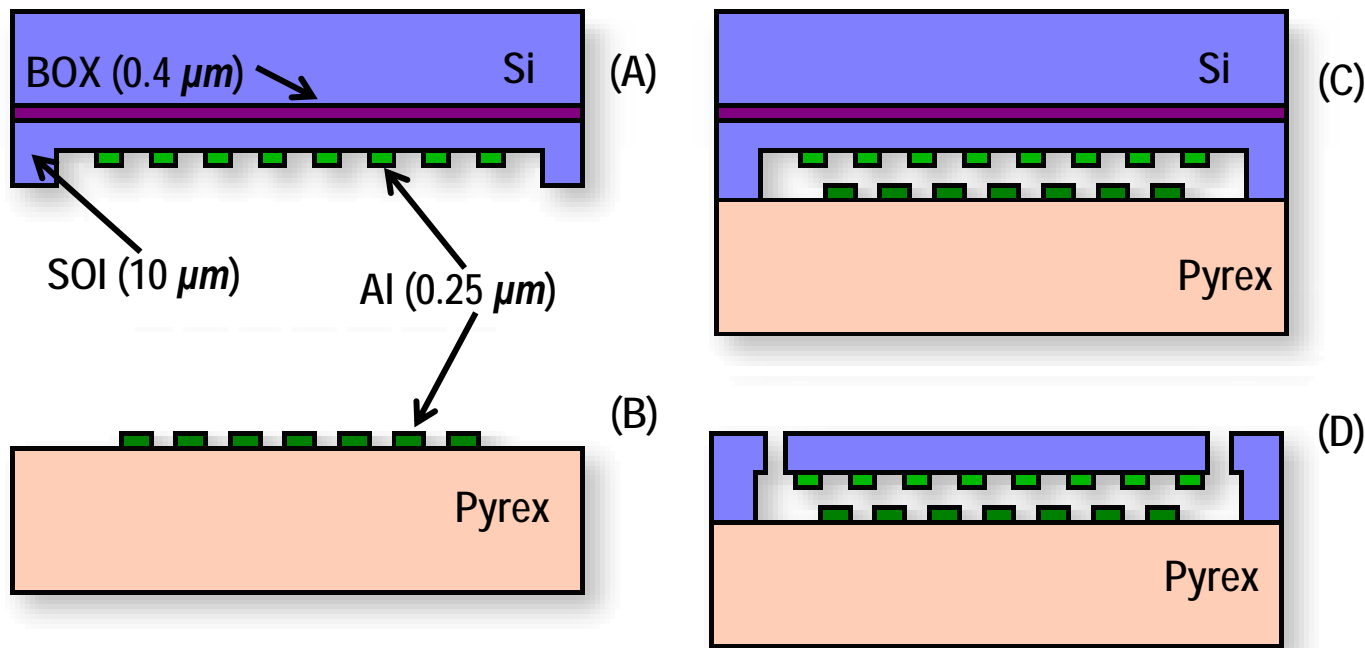 BOX (0.4 µm)
Si
(A)
SOI (10 µm)
Al (0.25 µm)
(B)
Pyrex
Si
(C)
Pyrex
(D)
Pyrex